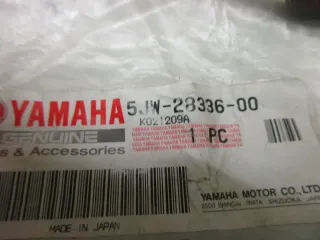 YAMAHA 5JW-28336-00
K021209A
GENUINE
1 PC
s & Accessories
YAMAHA MOTOR CO., LTD.
MADE IN JAPAN